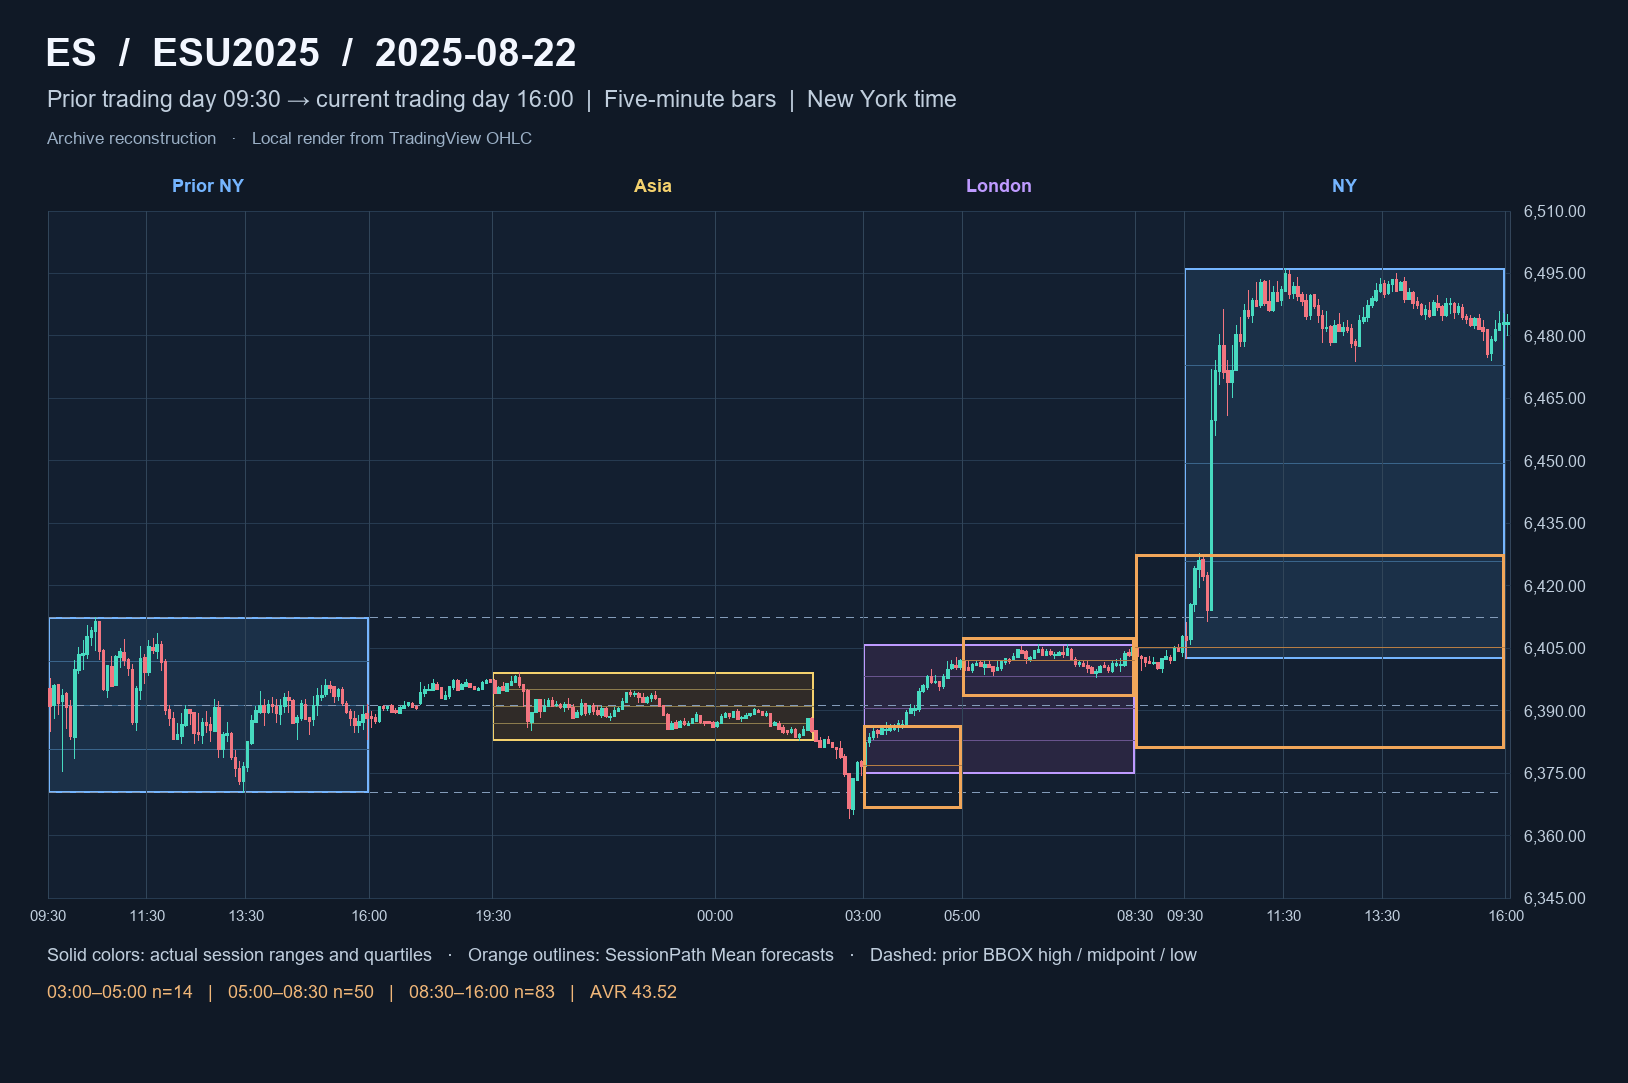 ES / ESU2025 / 2025-08-22
Prior trading day 09:30 → current trading day 16:00 | Five-minute bars | New York time
Archive reconstruction · Local render from TradingView OHLC
Prior NY Asia London NY
6,510.00
6,495.00
6,480.00
6,465.00
6,450.00
6,435.00
6,420.00
6,405.00
6,390.00
6,375.00
6,360.00
6,345.00
09:30 11:30 13:30 16:00 19:30 00:00 03:00 05:00 08:30 09:30 11:30 13:30 16:00
Solid colors: actual session ranges and quartiles · Orange outlines: SessionPath Mean forecasts · Dashed: prior BBOX high / midpoint / low
03:00–05:00 n=14 | 05:00–08:30 n=50 | 08:30–16:00 n=83 | AVR 43.52